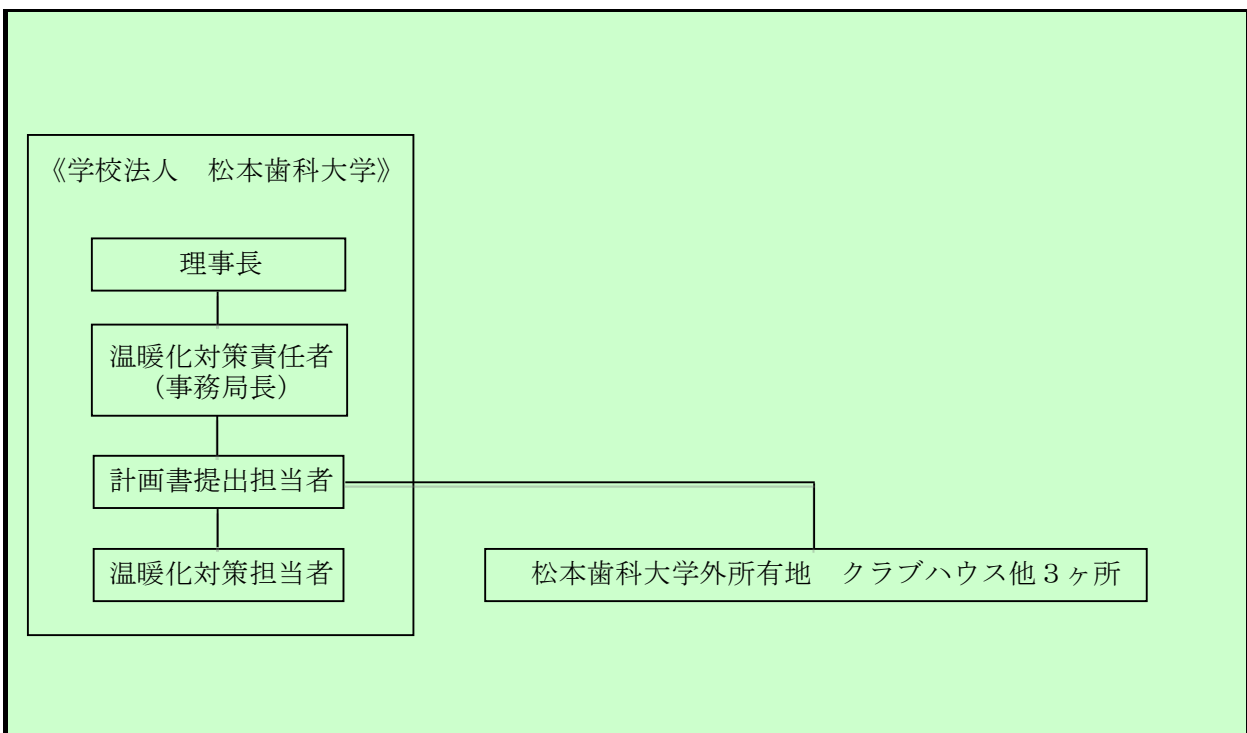 《学校法人　松本歯科大学》
理事長
温暖化対策責任者
（事務局長）
計画書提出担当者
温暖化対策担当者
松本歯科大学外所有地　クラブハウス他３ヶ所